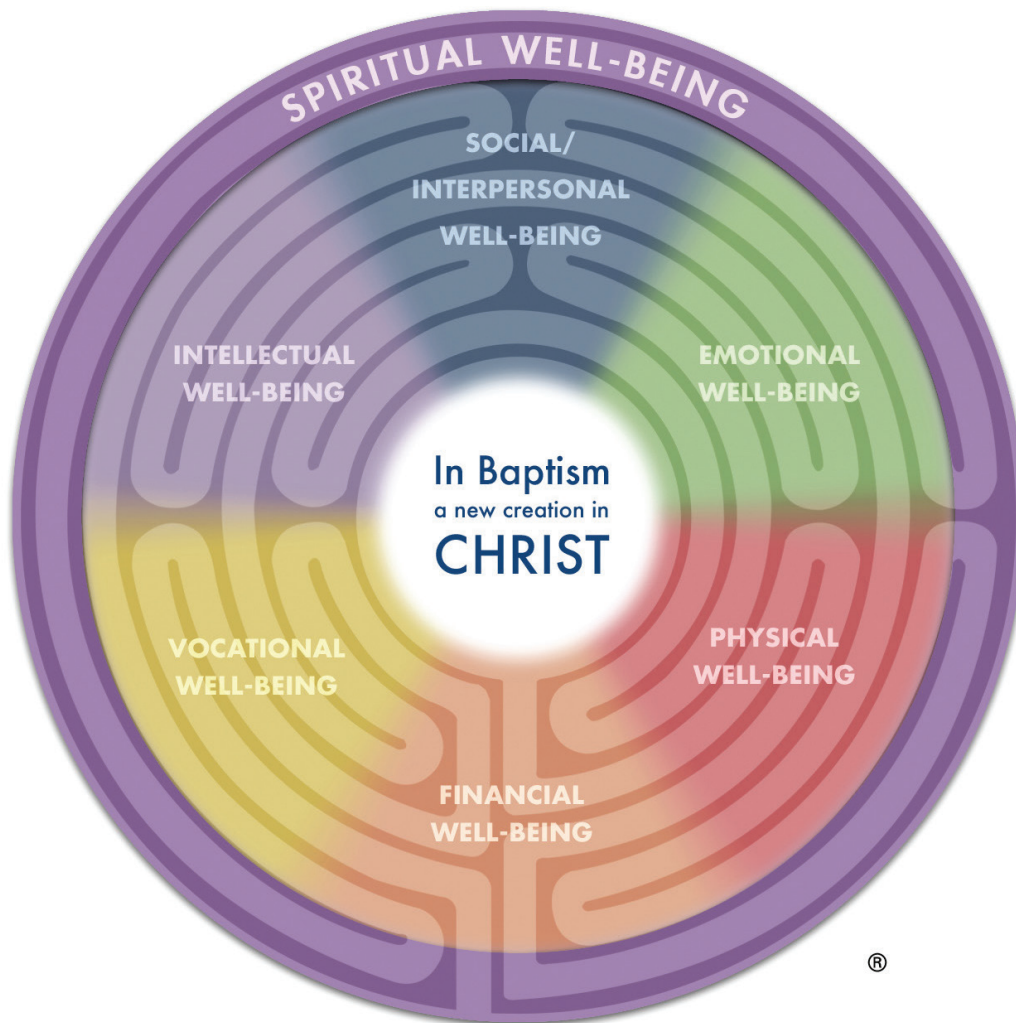 SPIRITUAL WELL-BEING
SOCIAL/
INTERPERSONAL
WELL-BEING
INTELLECTUAL
WELL-BEING
EMOTIONAL
WELL-BEING
In Baptism
a new creation in
CHRIST
VOCATIONAL
WELL-BEING
PHYSICAL
WELL-BEING
FINANCIAL
WELL-BEING
®